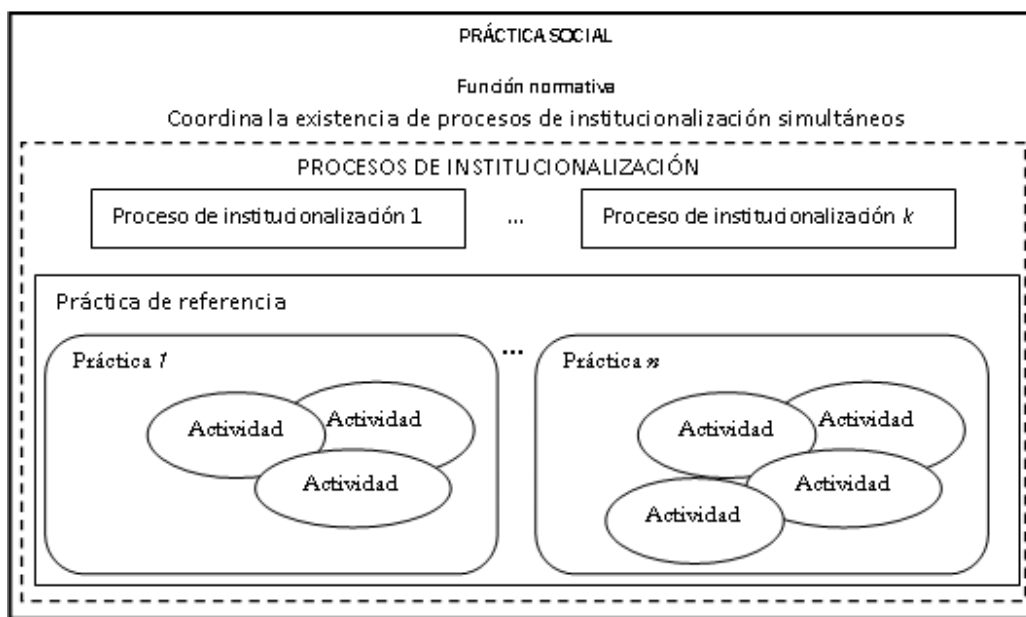 PRÁCTICA SOCIAL
Función normativa
Coordina la existencia de procesos de institucionalización simultáneos
PROCESOS DE INSTITUCIONALIZACIÓN
Proceso de institucionalización 1
...
Proceso de institucionalización k
Práctica de referencia
Práctica 1
Actividad
Actividad
Actividad
...
Práctica n
Actividad
Actividad
Actividad
Actividad